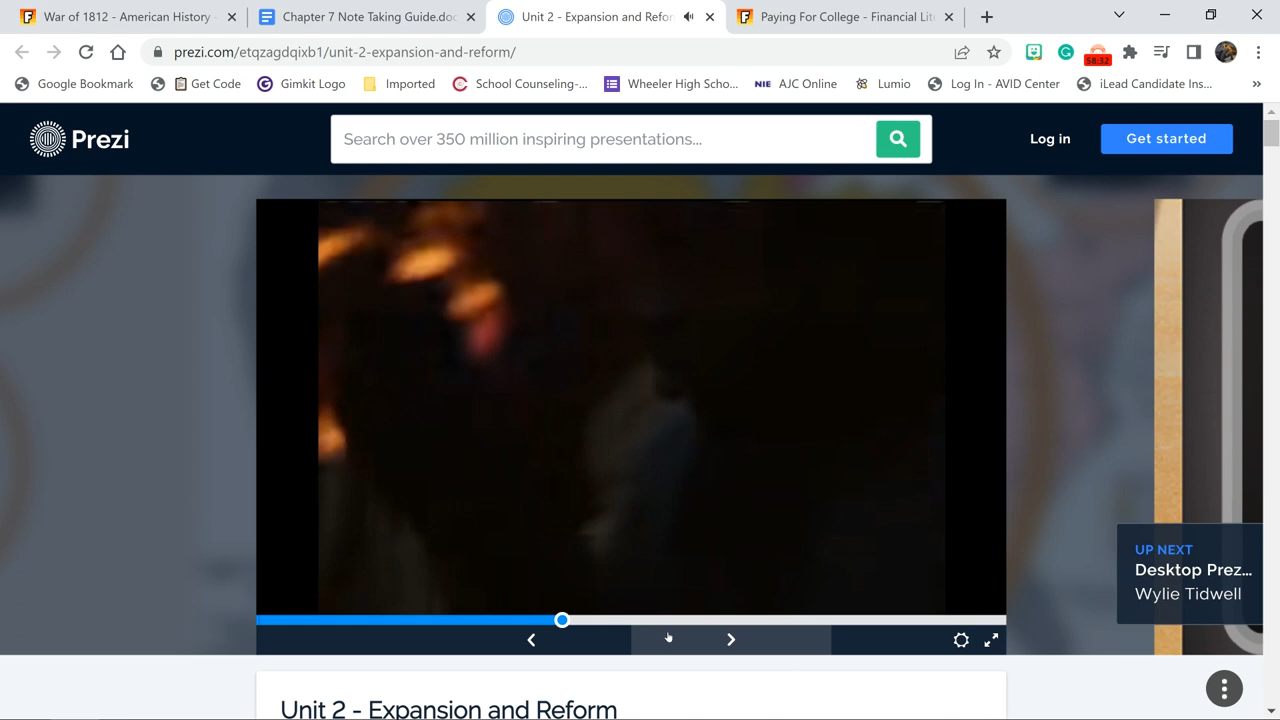 War of 1812 - American History
Chapter 7 Note Taking Guide.doc
Unit 2 - Expansion and Refor
Paying For College - Financial Lit
prezi.com/etqzagdqixb1/unit-2-expansion-and-reform/
58:32
Google Bookmark
Get Code
Gimkit Logo
Imported
School Counseling-...
Wheeler High Scho...
NIE AJC Online
Lumio
Log In - AVID Center
iLead Candidate Ins...
Prezi
Search over 350 million inspiring presentations...
Log in
Get started
UP NEXT
Desktop Prez...
Wylie Tidwell
Unit 2 - Expansion and Reform